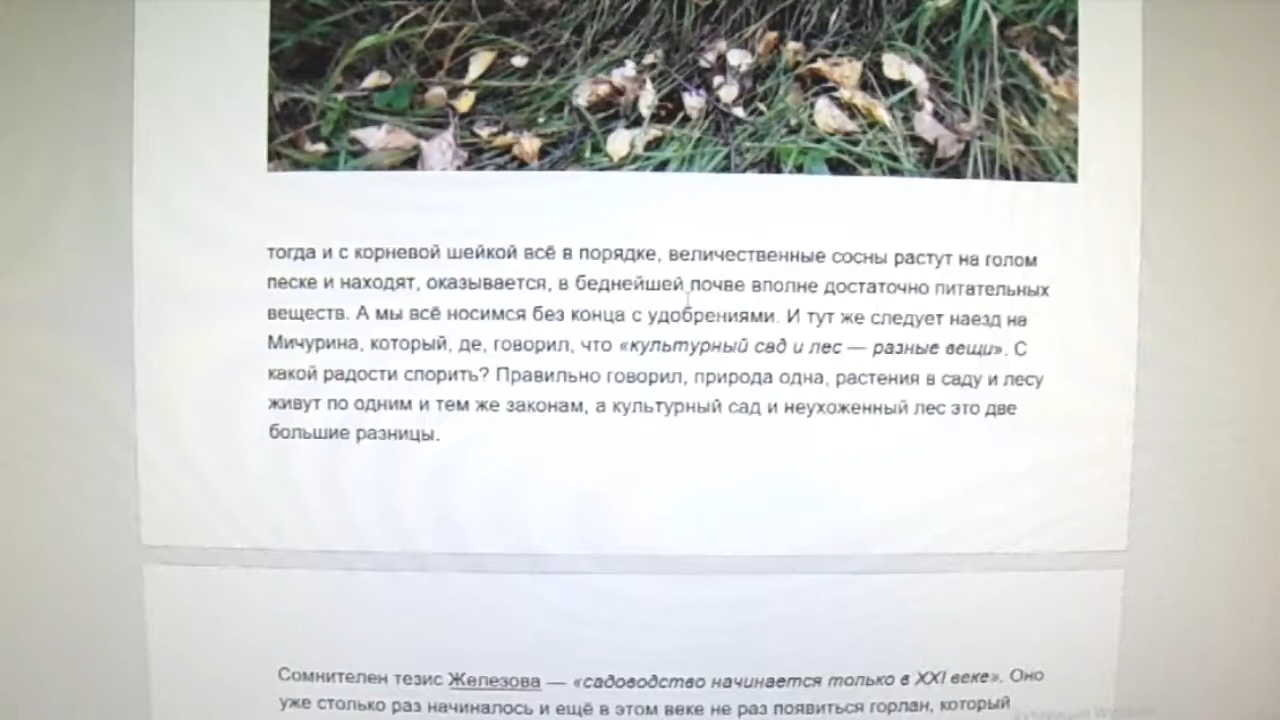 тогда и с корневой шейкой всё в порядке, величественные сосны растут на голом
песке и находят, оказывается, в беднейшей почве вполне достаточно питательных
веществ. А мы всё носимся без конца с удобрениями. И тут же следует наезд на
Мичурина, который, де, говорил, что «культурный сад и лес — разные вещи». С
какой радости спорить? Правильно говорил, природа одна, растения в саду и лесу
живут по одним и тем же законам, а культурный сад и неухоженный лес это две
большие разницы.
Сомнителен тезис Железова — «садоводство начинается только в XXI веке». Оно
уже столько раз начиналось и ещё в этом веке не раз появиться горлан, который